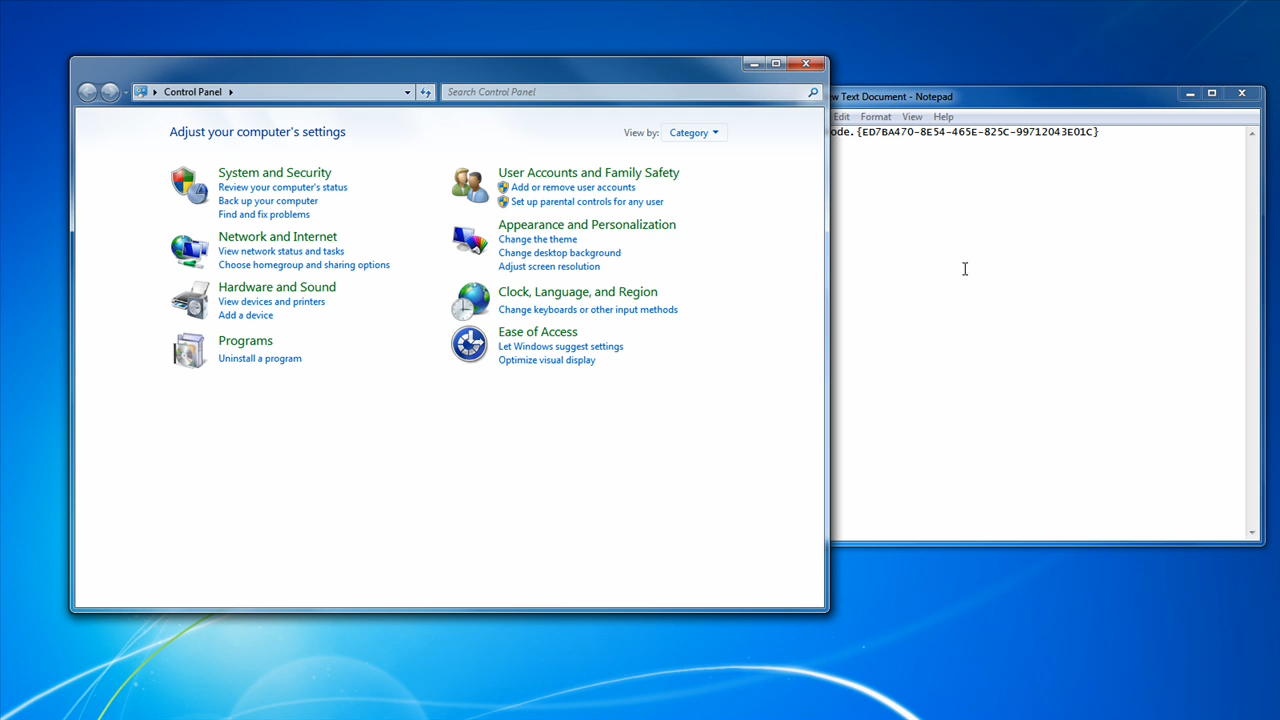 Control Panel
Search Control Panel
Adjust your computer's settings
View by: Category
System and Security
Review your computer's status
Back up your computer
Find and fix problems
Network and Internet
View network status and tasks
Choose homegroup and sharing options
Hardware and Sound
View devices and printers
Add a device
Programs
Uninstall a program
User Accounts and Family Safety
Add or remove user accounts
Set up parental controls for any user
Appearance and Personalization
Change the theme
Change desktop background
Adjust screen resolution
Clock, Language, and Region
Change keyboards or other input methods
Ease of Access
Let Windows suggest settings
Optimize visual display
w Text Document - Notepad
Edit Format View Help
ode.{ED7BA470-8E54-465E-825C-99712043E01C}